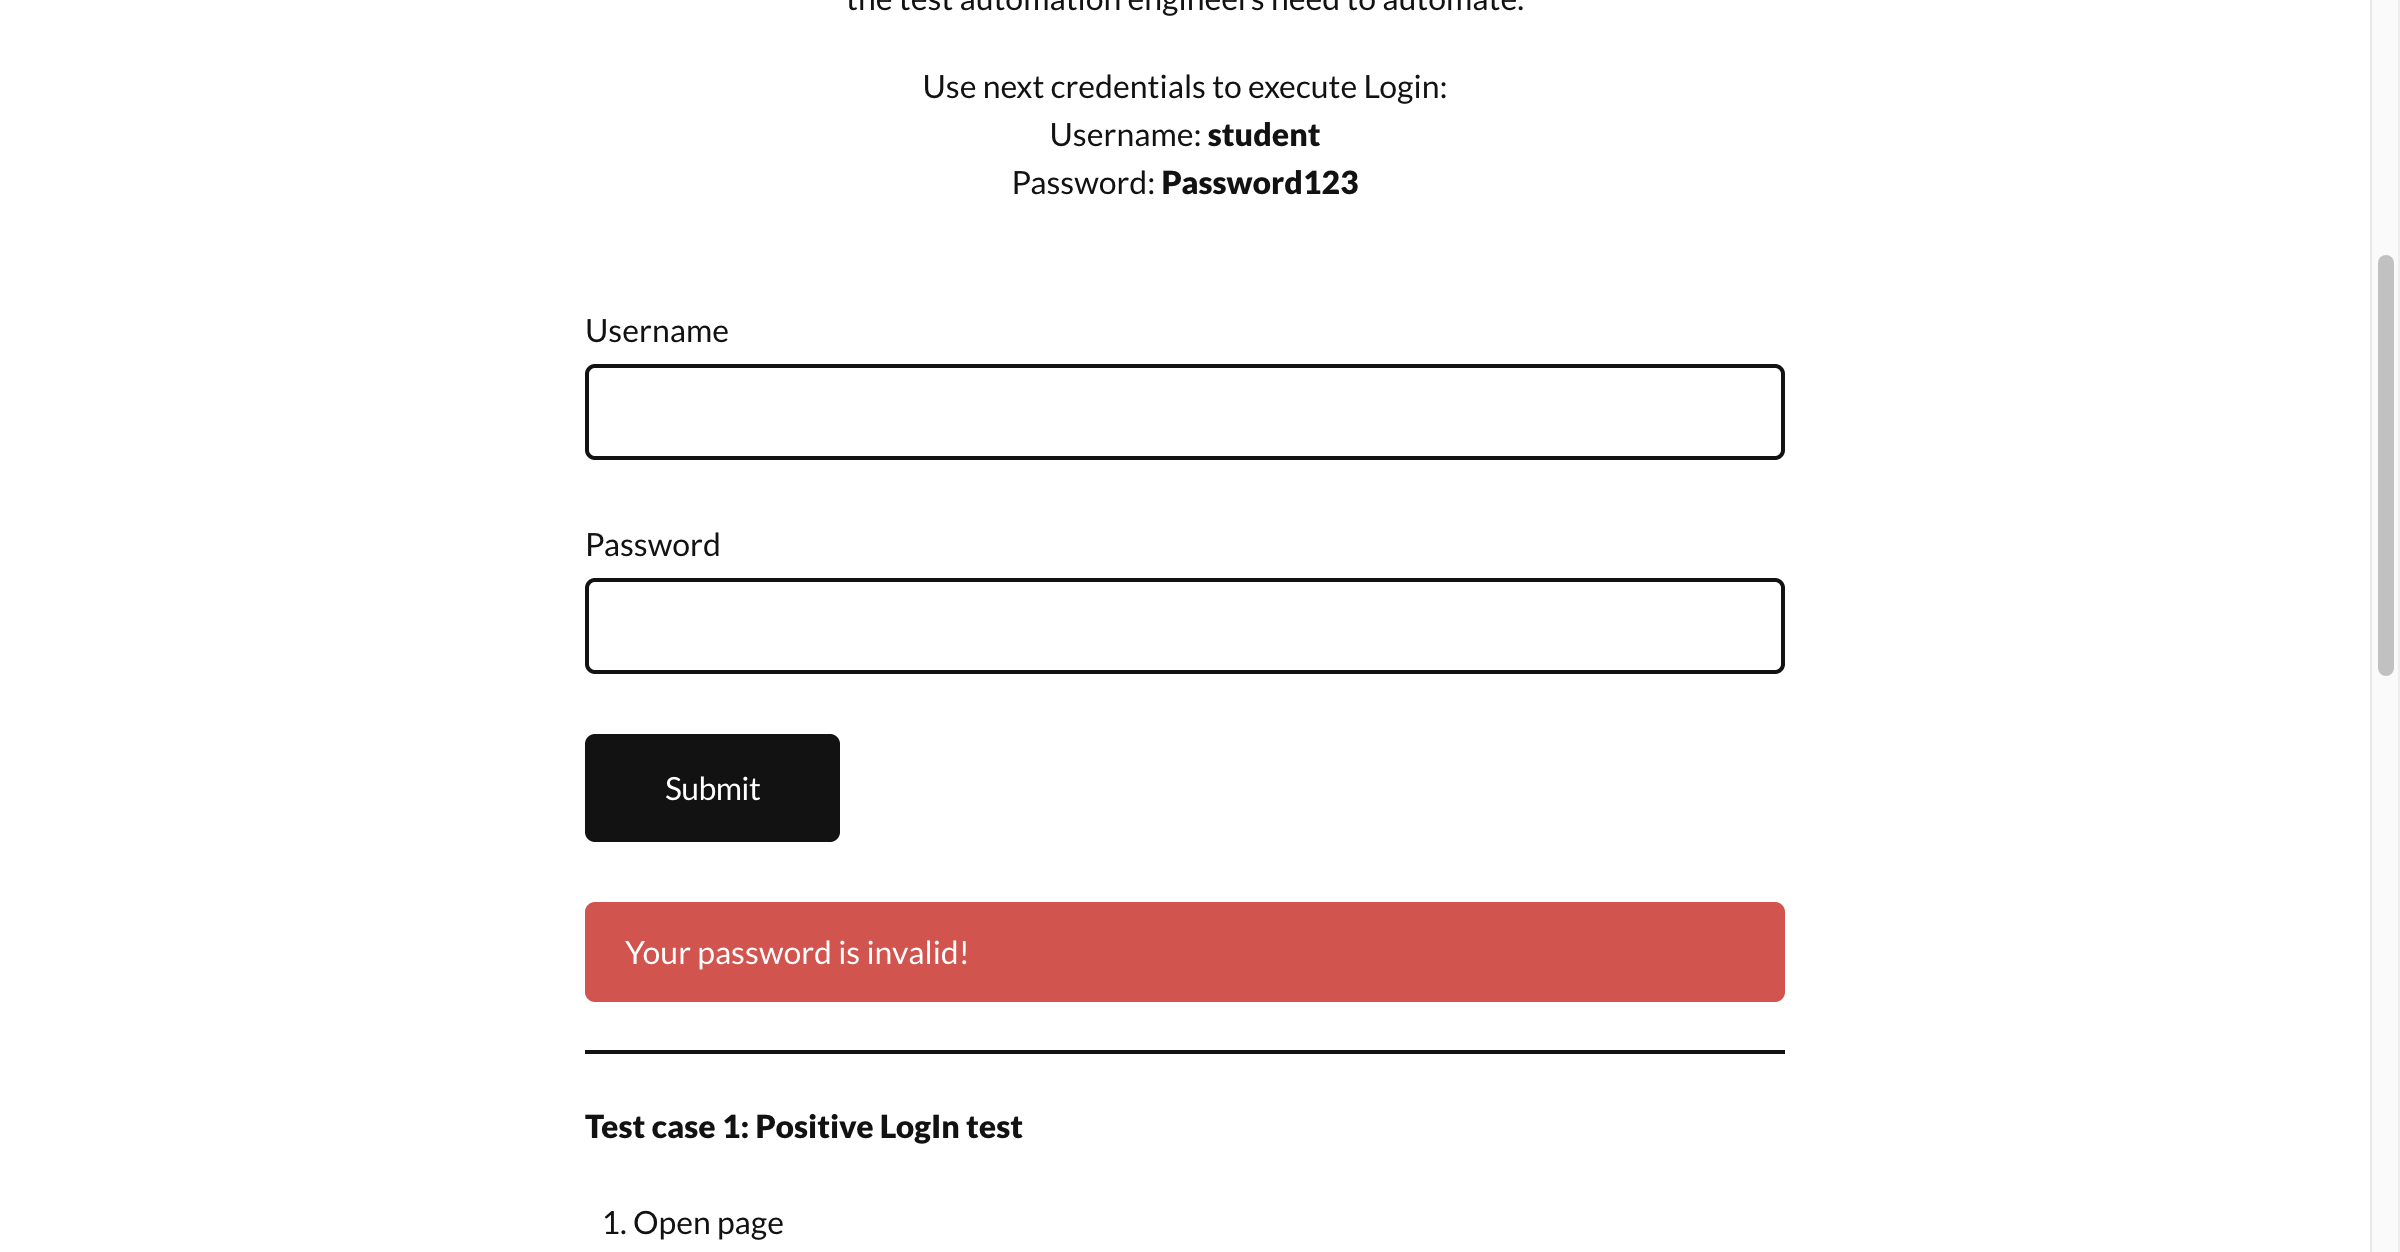 the test automation engineers need to automate.
Use next credentials to execute Login:
Username: student
Password: Password123
Username
Password
Submit
Your password is invalid!
Test case 1: Positive LogIn test
1. Open page